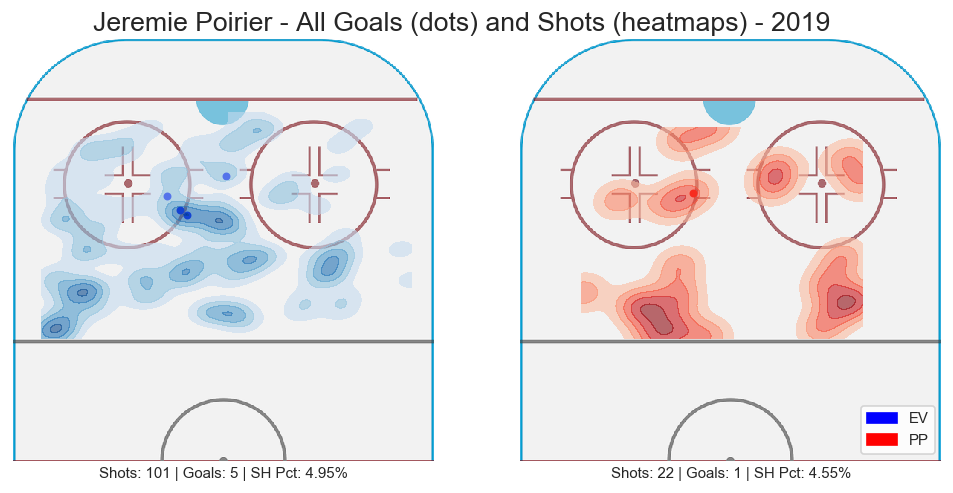 Jeremie Poirier - All Goals (dots) and Shots (heatmaps) - 2019
EV
PP
Shots: 101 | Goals: 5 | SH Pct: 4.95%
Shots: 22 | Goals: 1 | SH Pct: 4.55%